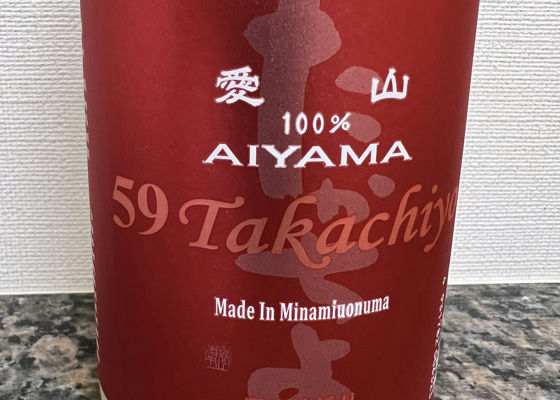 愛山
100%
AIYAMA
59 Takachiyo
Made In Minamiuonuma